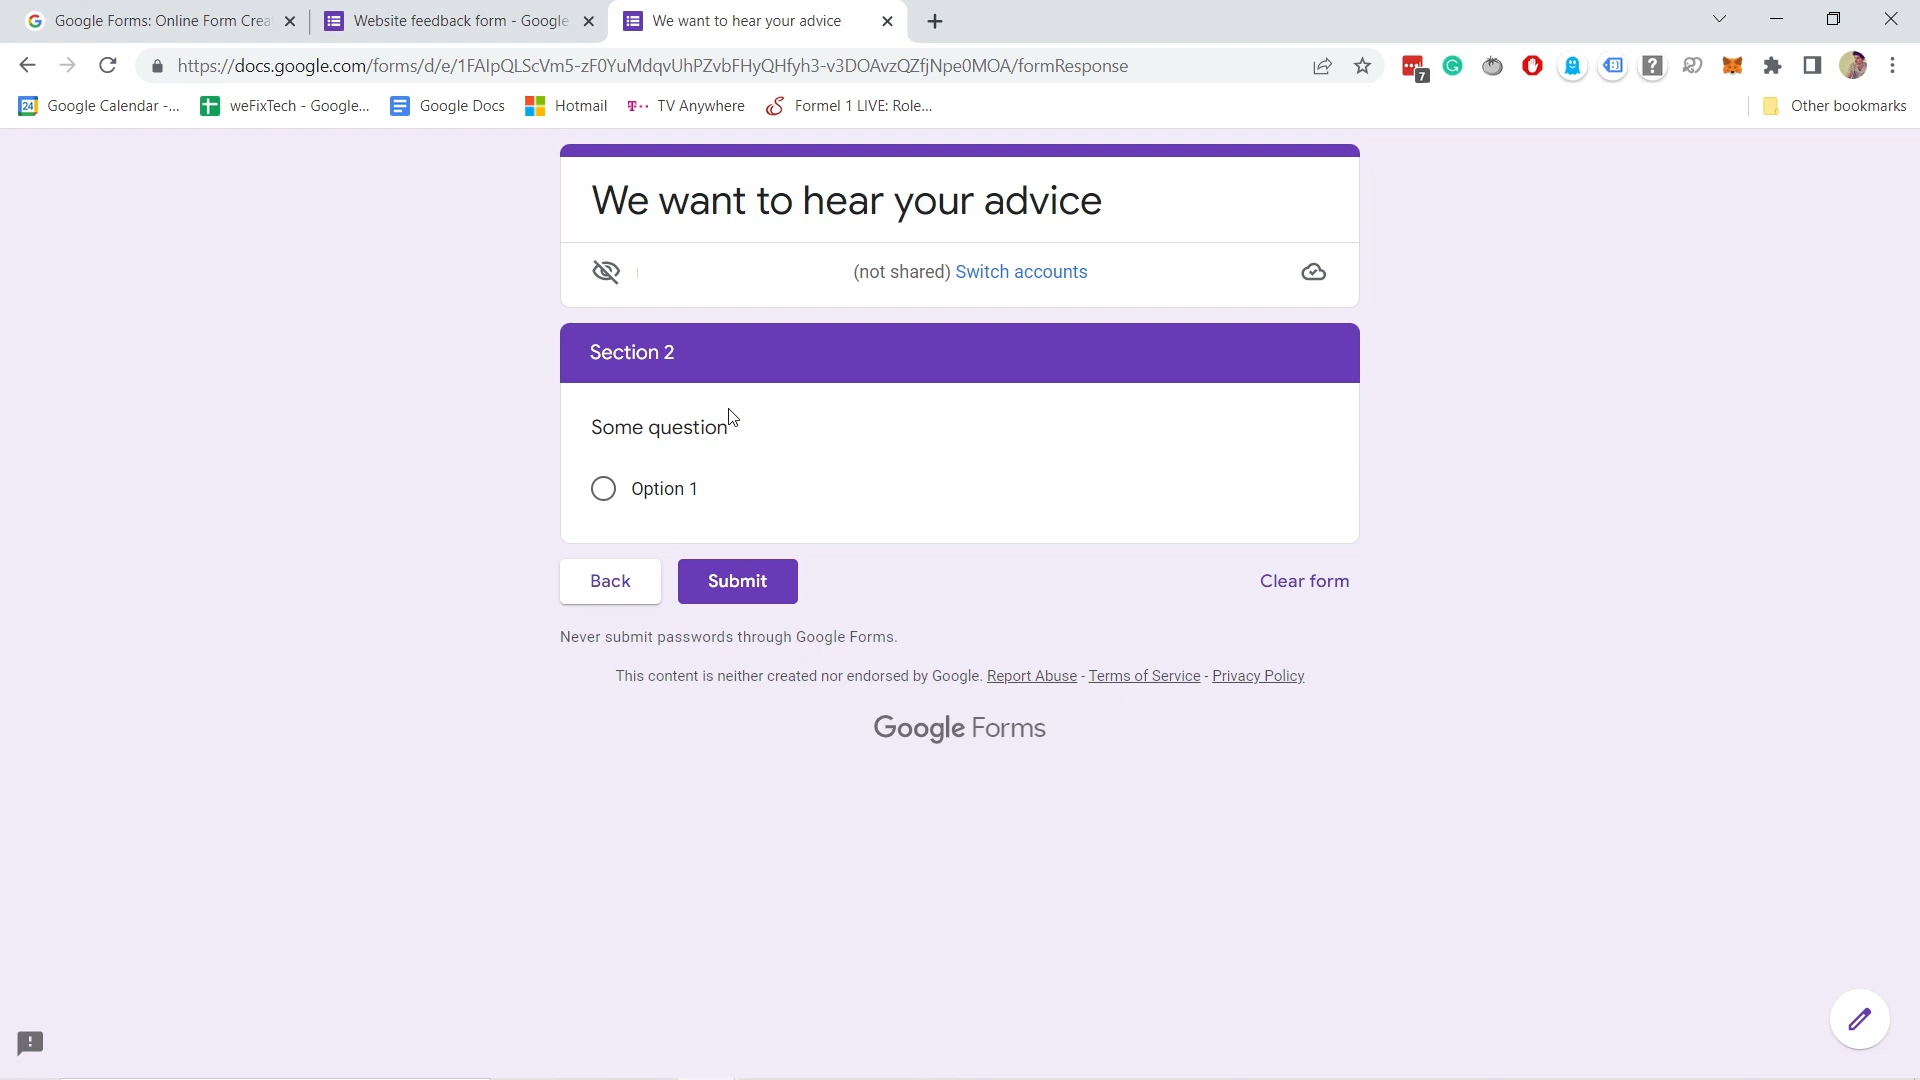 Google Forms: Online Form Crea
Website feedback form - Google
We want to hear your advice
https://docs.google.com/forms/d/e/1FAIpQLScVm5-zF0YuMdqvUhPZvbFHyQHfyh3-v3DOAvzQZfjNpe0MOA/formResponse
7
24 Google Calendar -...
weFixTech - Google...
Google Docs
Hotmail
TV Anywhere
Formel 1 LIVE: Role...
Other bookmarks
We want to hear your advice
(not shared) Switch accounts
Section 2
Some question
Option 1
Back
Submit
Clear form
Never submit passwords through Google Forms.
This content is neither created nor endorsed by Google. Report Abuse - Terms of Service - Privacy Policy
Google Forms